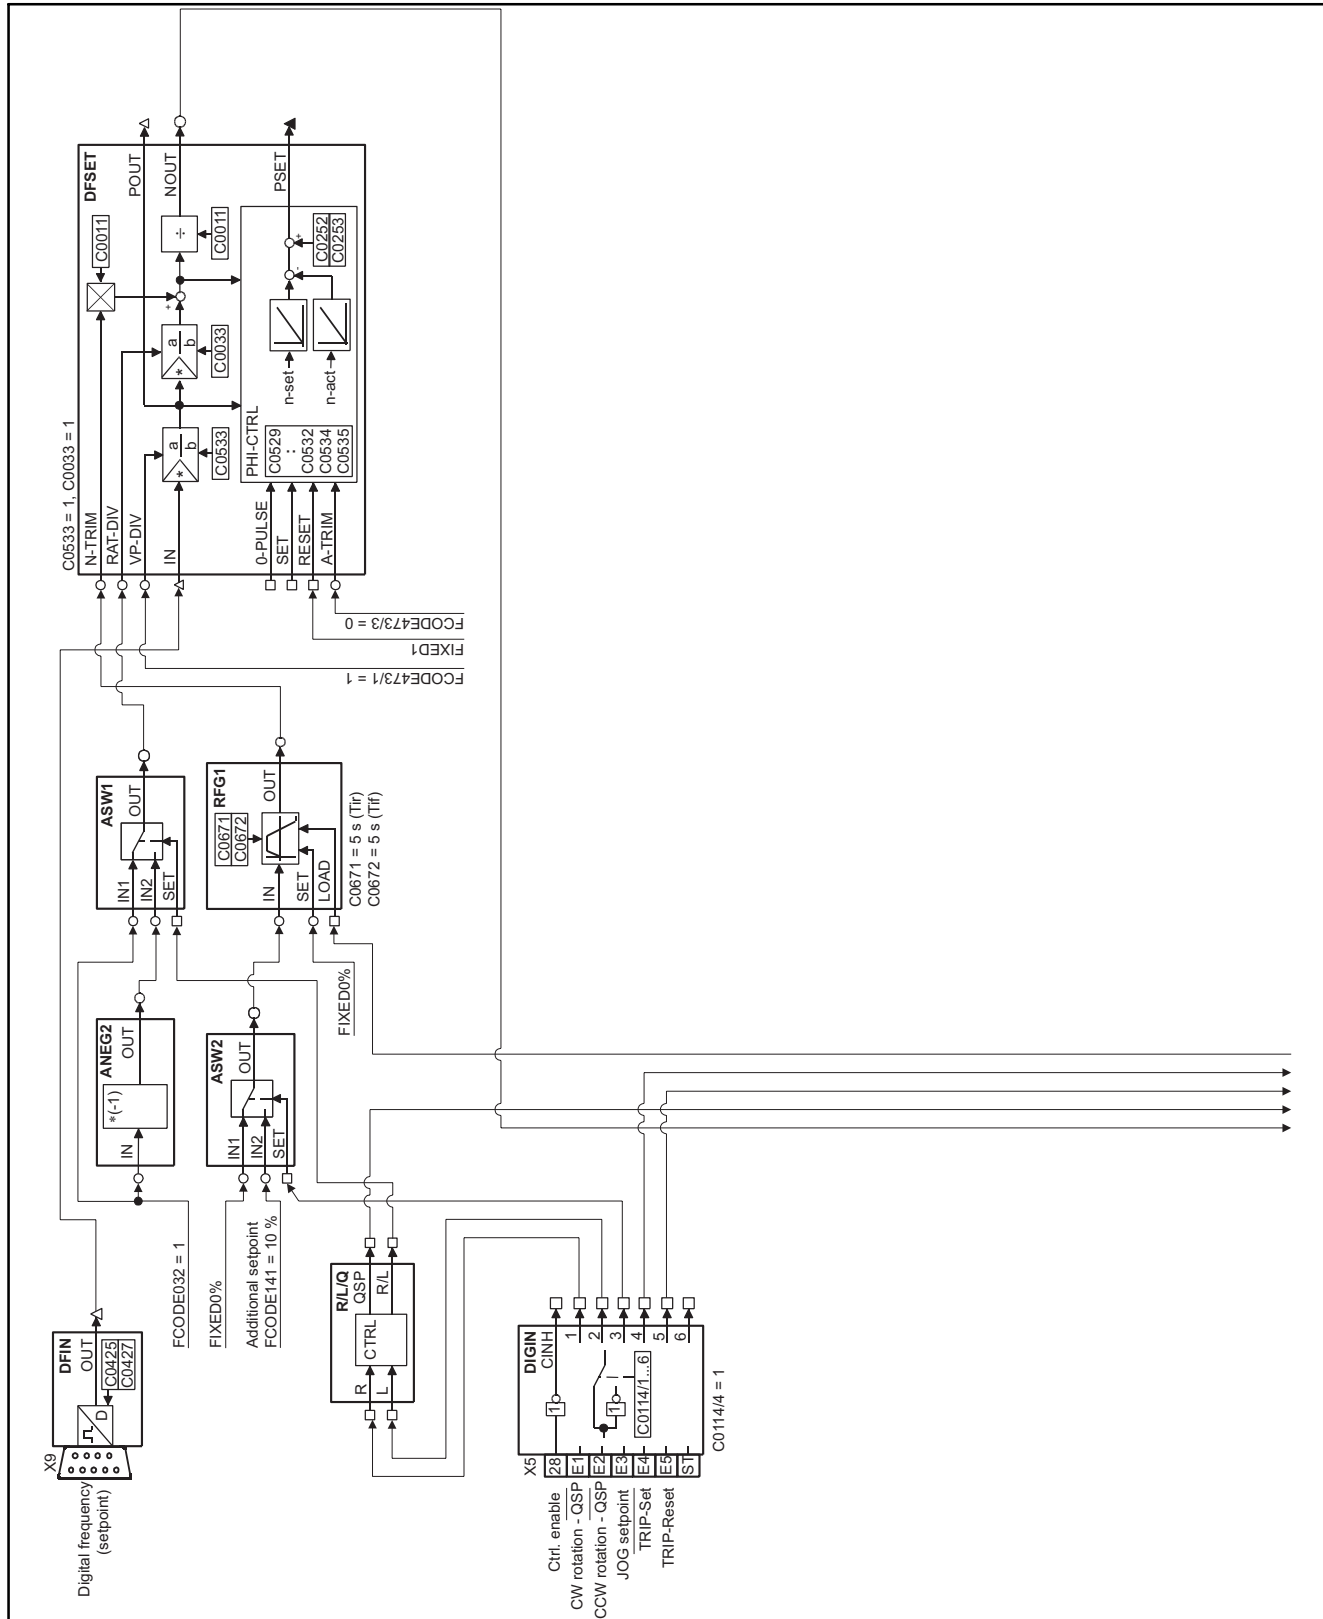 DFSET
C0533 = 1, C0033 = 1
N-TRIM
RAT-DIV
VP-DIV
IN
0-PULSE
SET
RESET
A-TRIM
C0011
POUT
NOUT
÷
C0011
+
*
a
b
C0033
*
a
b
C0533
PHI-CTRL
C0529
:
C0532
C0534
C0535
n-set
n-act
-
+
C0252
C0253
PSET
FCODE473/3 = 0
FIXED1
FCODE473/1 = 1
ASW1
IN1
IN2
SET
OUT
RFG1
C0671
C0672
IN
SET
LOAD
OUT
C0671 = 5 s (Tir)
C0672 = 5 s (Tif)
FIXED0%
ANEG2
*(-1)
IN
OUT
ASW2
IN1
IN2
SET
OUT
FCODE032 = 1
FIXED0%
Additional setpoint
FCODE141 = 10 %
R/L/Q
QSP
R/L
CTRL
R
L
DFIN
OUT
C0425
C0427
D
X9
Digital frequency
(setpoint)
DIGIN
CINH
1
1
2
3
4
5
6
1
C0114/1...6
C0114/4 = 1
X5
28
E1
E2
E3
E4
E5
ST
Ctrl. enable
CW rotation - QSP
CCW rotation - QSP
JOG setpoint
TRIP-Set
TRIP-Reset